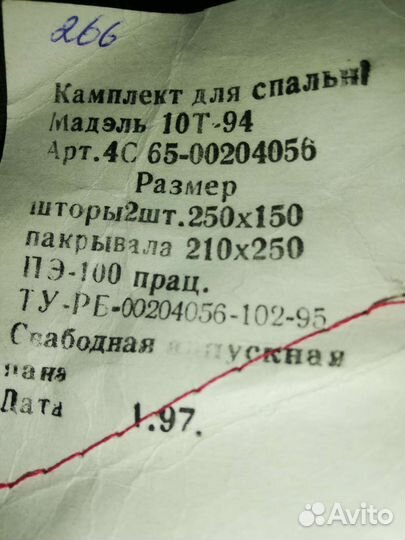 266
Камплект для спальні
Мадэль 10Т-94
Арт.4С 65-00204056
Размер
шторы2шт.250х150
пакрывала 210х250
ПЭ-100 прац.
ТУ-РБ-00204056-102-95
Свабодная
Дата 1.97.
Avito